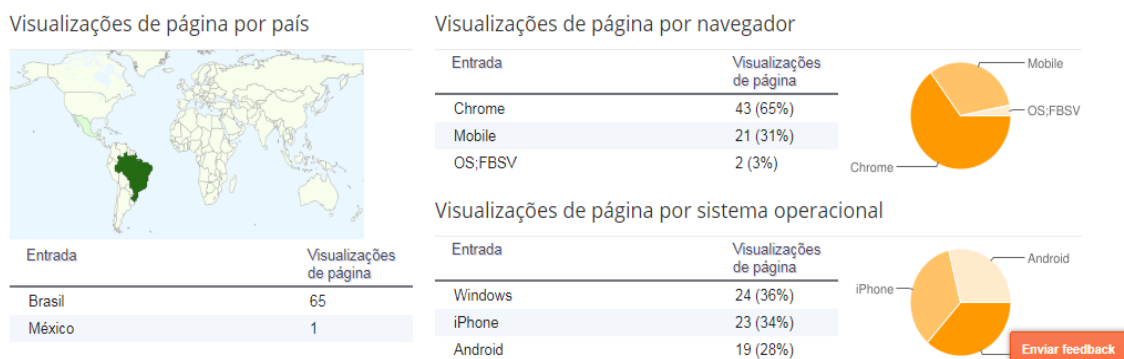 Visualizações de página por país
Entrada Visualizações de página
Brasil 65
México 1
Visualizações de página por navegador
Entrada Visualizações de página
Chrome 43 (65%)
Mobile 21 (31%)
OS;FBSV 2 (3%)
Mobile
OS;FBSV
Chrome
Visualizações de página por sistema operacional
Entrada Visualizações de página
Windows 24 (36%)
iPhone 23 (34%)
Android 19 (28%)
Android
iPhone
Enviar feedback